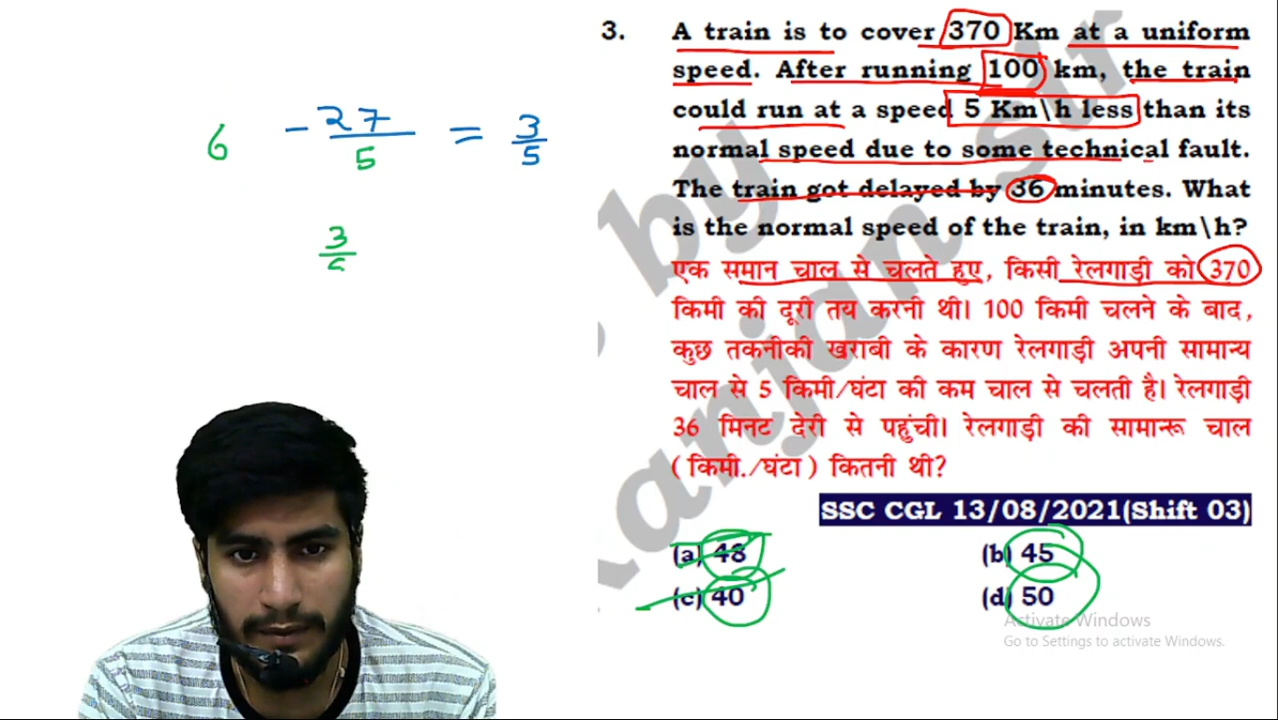 6 - 27/5 = 3/5
3/5
3. A train is to cover 370 Km at a uniform
speed. After running 100 km, the train
could run at a speed 5 Km\h less than its
normal speed due to some technical fault.
The train got delayed by 36 minutes. What
is the normal speed of the train, in km\h?
एक समान चाल से चलते हुए, किसी रेलगाड़ी को 370
किमी की दूरी तय करनी थी। 100 किमी चलने के बाद,
कुछ तकनीकी खराबी के कारण रेलगाड़ी अपनी सामान्य
चाल से 5 किमी/घंटा की कम चाल से चलती है। रेलगाड़ी
36 मिनट देरी से पहुंची। रेलगाड़ी की सामान्रू चाल
(किमी./घंटा) कितनी थी?
SSC CGL 13/08/2021(Shift 03)
(a) 48 (b) 45
(c) 40 (d) 50
Activate Windows
Go to Settings to activate Windows.